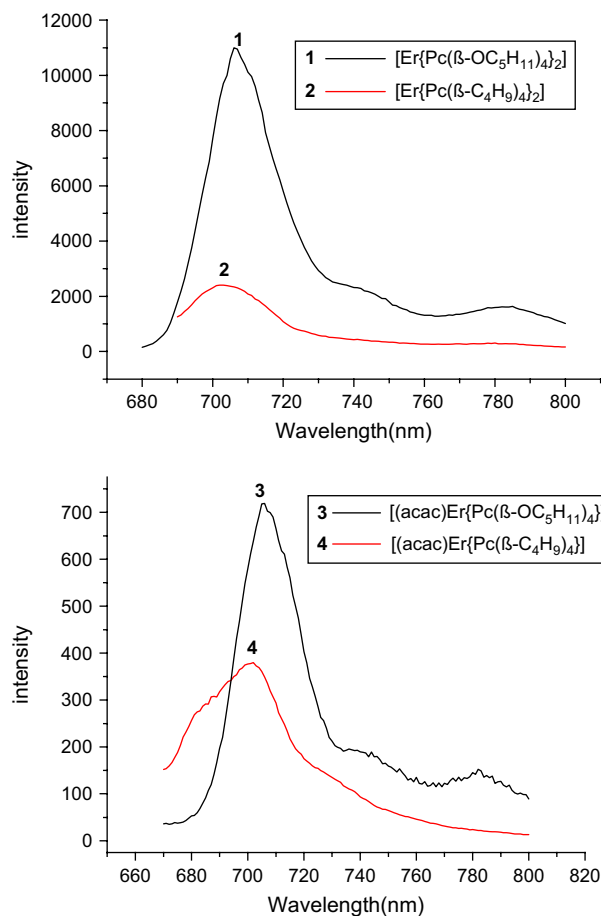 1
1 [Er{Pc(ß-OC₅H₁₁)₄}₂]
2 [Er{Pc(ß-C₄H₉)₄}₂]
12000
10000
8000
6000
4000
2000
0
intensity
2
680 700 720 740 760 780 800
Wavelength(nm)
3
3 [(acac)Er{Pc(ß-OC₅H₁₁)₄}
4 [(acac)Er{Pc(ß-C₄H₉)₄}]
700
600
500
400
300
200
100
0
intensity
4
660 680 700 720 740 760 780 800 820
Wavelength(nm)